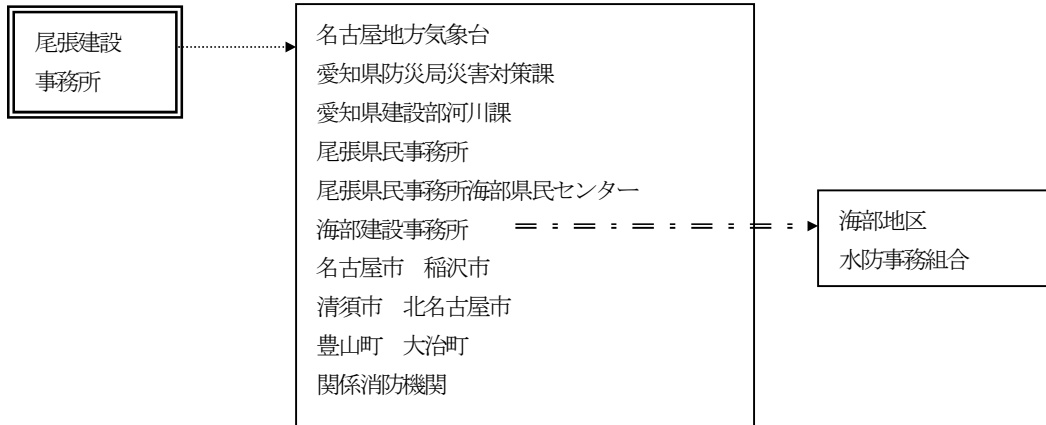 尾張建設
事務所
名古屋地方気象台
愛知県防災局災害対策課
愛知県建設部河川課
尾張県民事務所
尾張県民事務所海部県民センター
海部建設事務所
名古屋市　稲沢市
清須市　北名古屋市
豊山町　大治町
関係消防機関
海部地区
水防事務組合